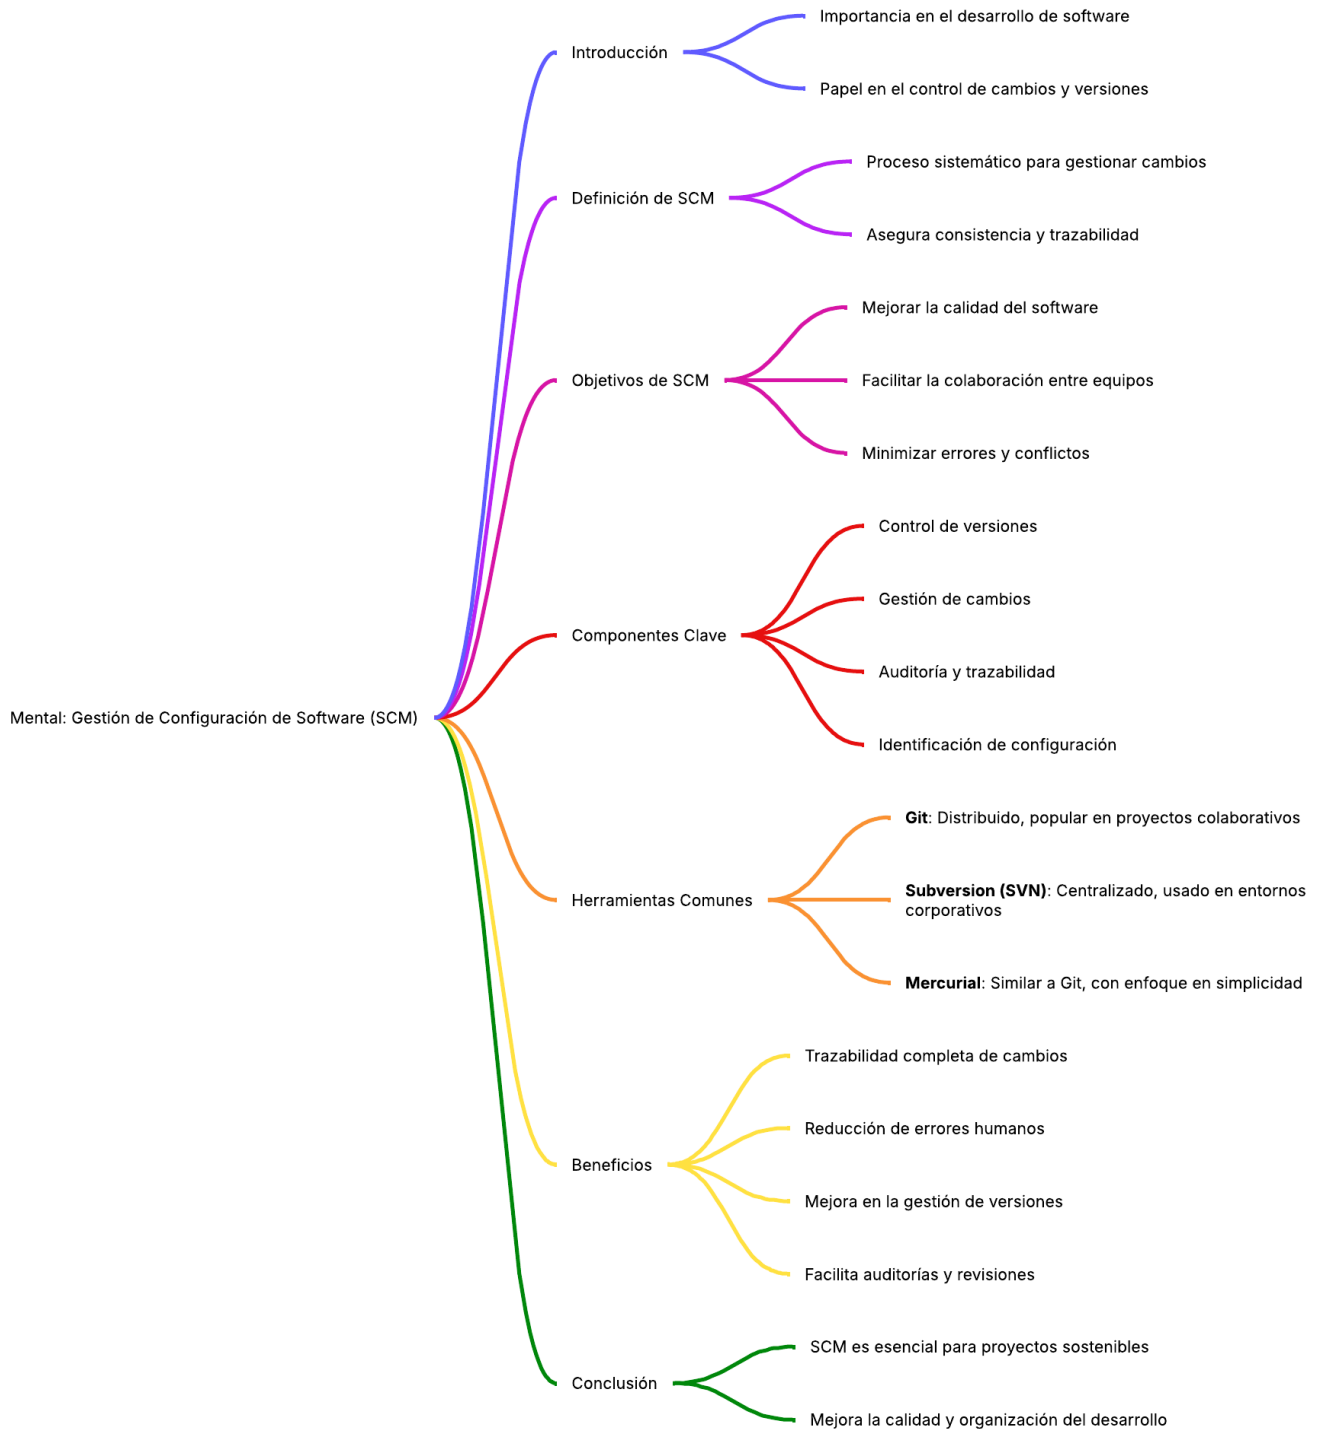 Mental: Gestión de Configuración de Software (SCM)
Introducción
Importancia en el desarrollo de software
Papel en el control de cambios y versiones
Definición de SCM
Proceso sistemático para gestionar cambios
Asegura consistencia y trazabilidad
Objetivos de SCM
Mejorar la calidad del software
Facilitar la colaboración entre equipos
Minimizar errores y conflictos
Componentes Clave
Control de versiones
Gestión de cambios
Auditoría y trazabilidad
Identificación de configuración
Herramientas Comunes
Git: Distribuido, popular en proyectos colaborativos
Subversion (SVN): Centralizado, usado en entornos
corporativos
Mercurial: Similar a Git, con enfoque en simplicidad
Beneficios
Trazabilidad completa de cambios
Reducción de errores humanos
Mejora en la gestión de versiones
Facilita auditorías y revisiones
Conclusión
SCM es esencial para proyectos sostenibles
Mejora la calidad y organización del desarrollo